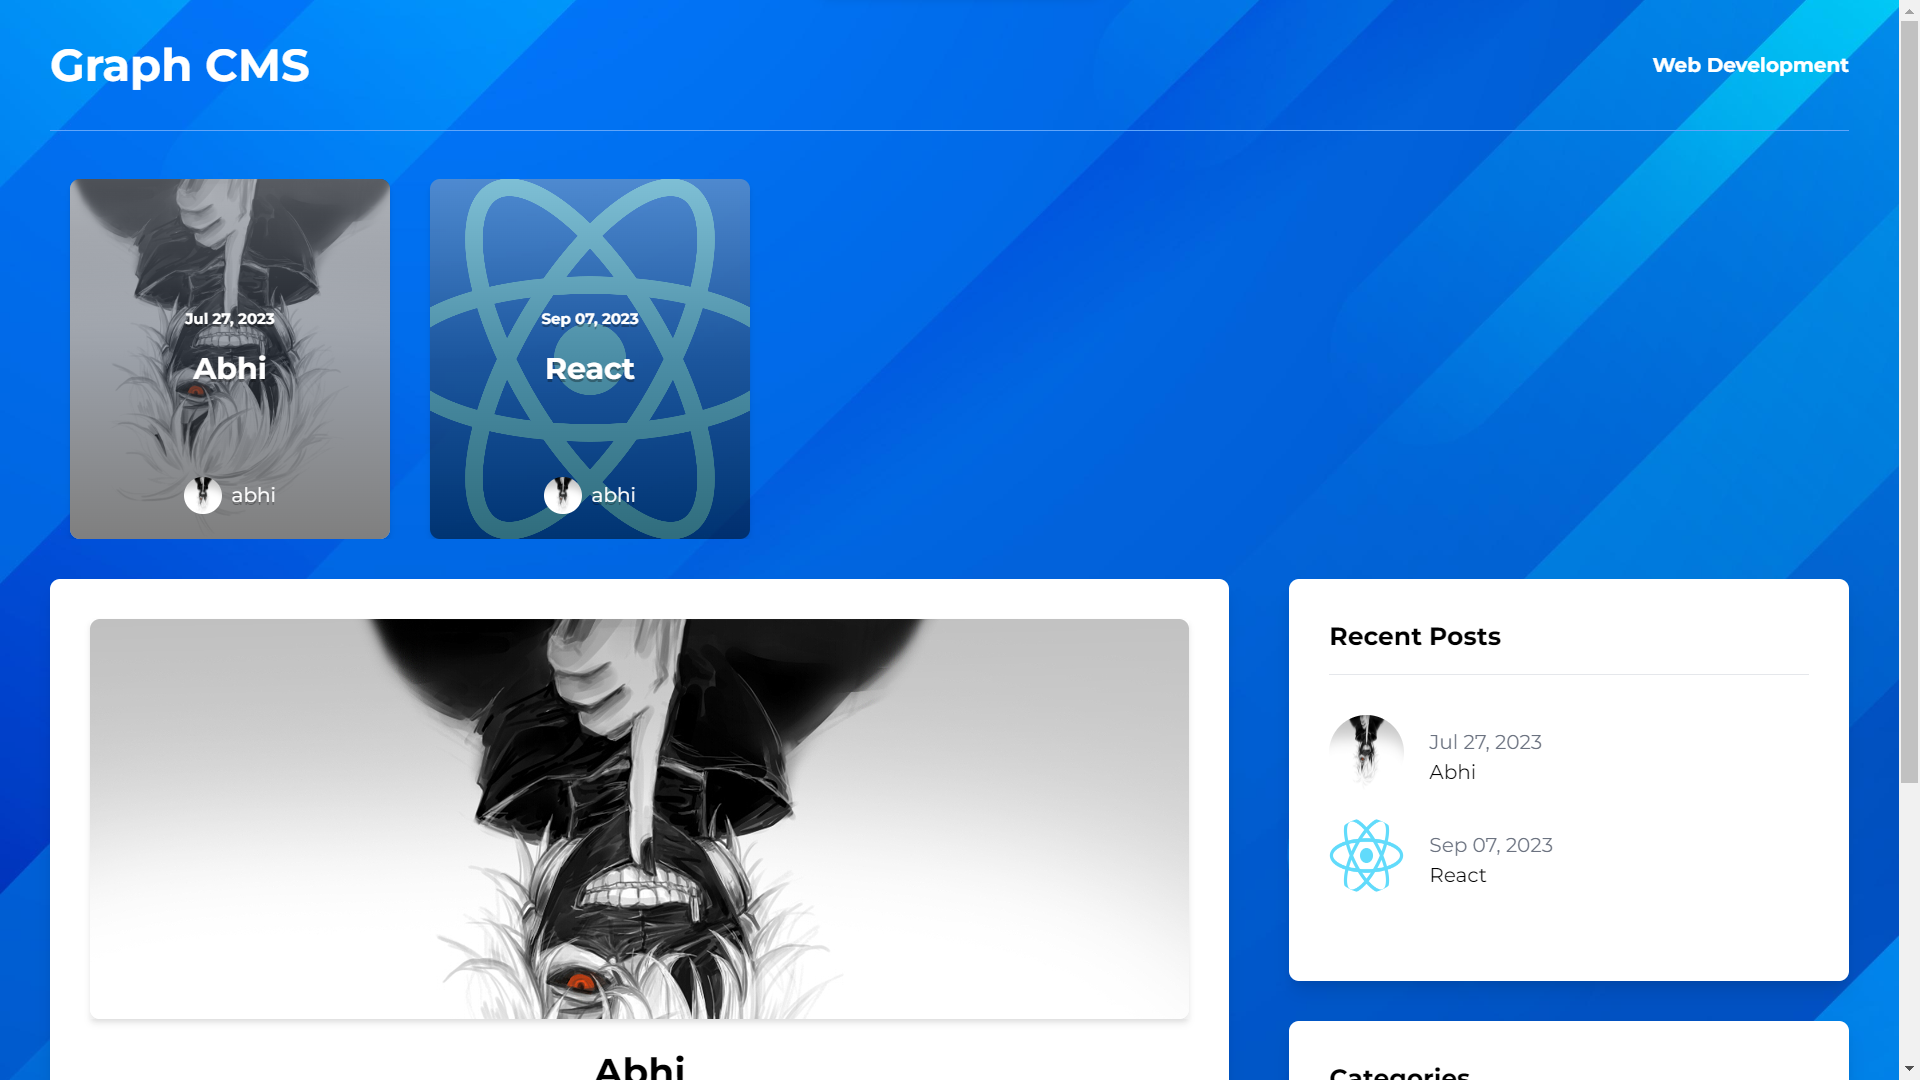 Graph CMS
Web Development
Jul 27, 2023
Abhi
abhi
Sep 07, 2023
React
abhi
Abhi
Recent Posts
Jul 27, 2023
Abhi
Sep 07, 2023
React
Categories